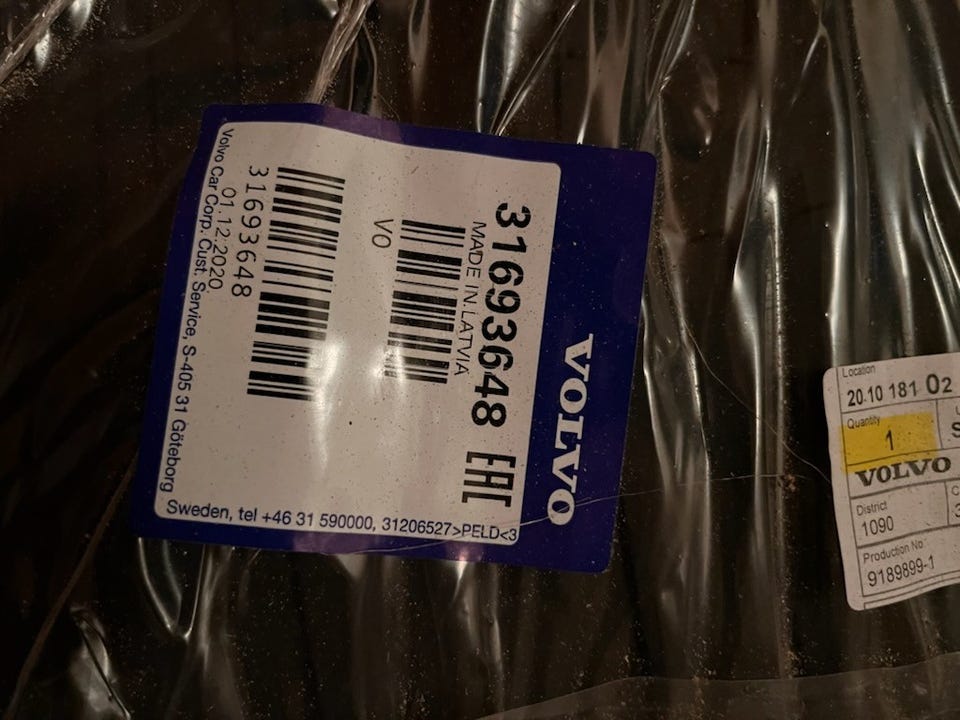 VOLVO
31693648 EAC
MADE IN LATVIA
VO
31693648
01.12.2020
Volvo Car Corp. Cust. Service, S-405 31 Göteborg
Sweden, tel +46 31 590000, 31206527>PELD<3
Location
20-10 181 02
Quantity
1
VOLVO
District
1090
Production No
9189899-1